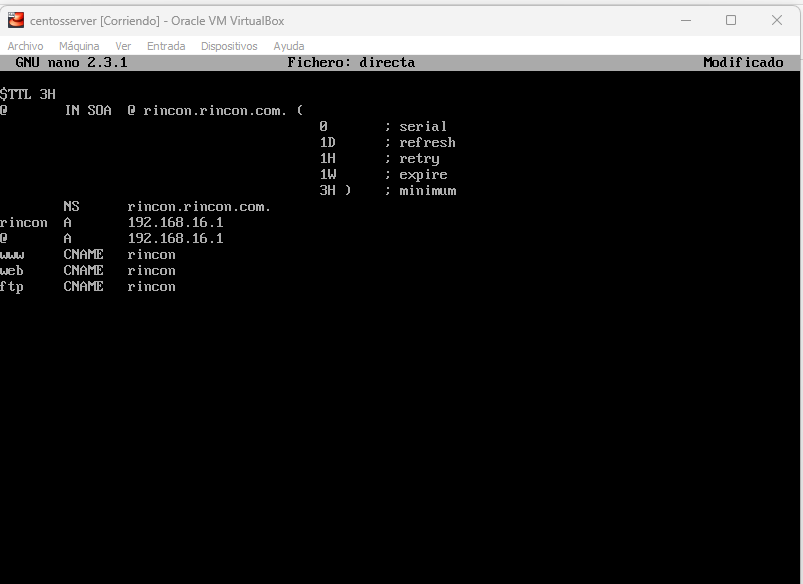 centosserver [Corriendo] - Oracle VM VirtualBox
Archivo Máquina Ver Entrada Dispositivos Ayuda
GNU nano 2.3.1 Fichero: directa Modificado
$TTL 3H
@ IN SOA @ rincon.rincon.com. (
0 ; serial
1D ; refresh
1H ; retry
1W ; expire
3H ) ; minimum
NS rincon.rincon.com.
rincon A 192.168.16.1
@ A 192.168.16.1
www CNAME rincon
web CNAME rincon
ftp CNAME rincon